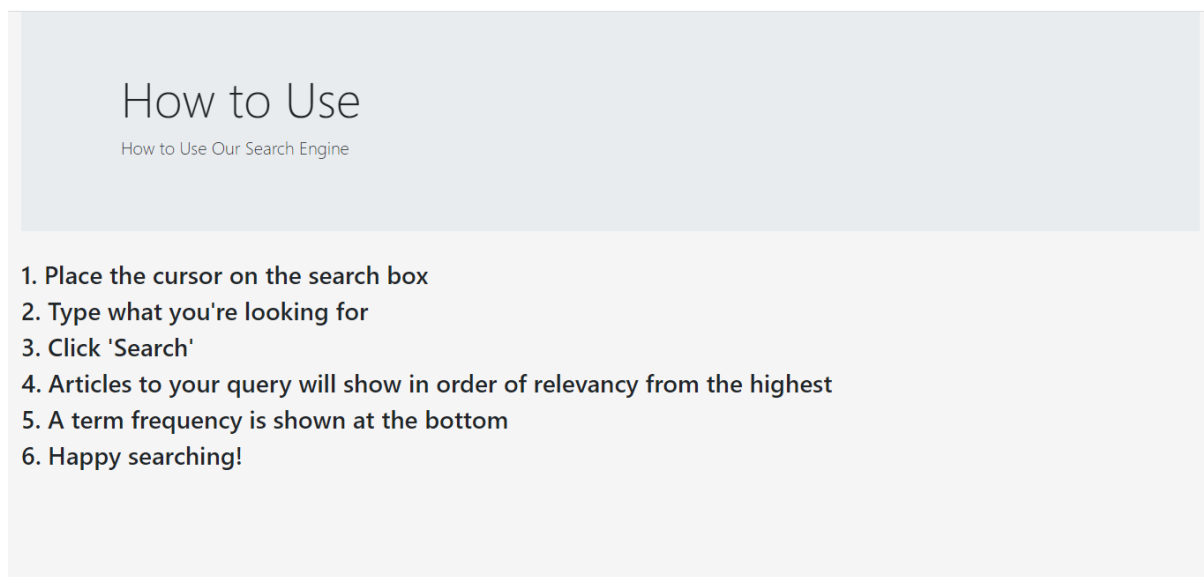 How to Use
How to Use Our Search Engine
1. Place the cursor on the search box
2. Type what you're looking for
3. Click 'Search'
4. Articles to your query will show in order of relevancy from the highest
5. A term frequency is shown at the bottom
6. Happy searching!